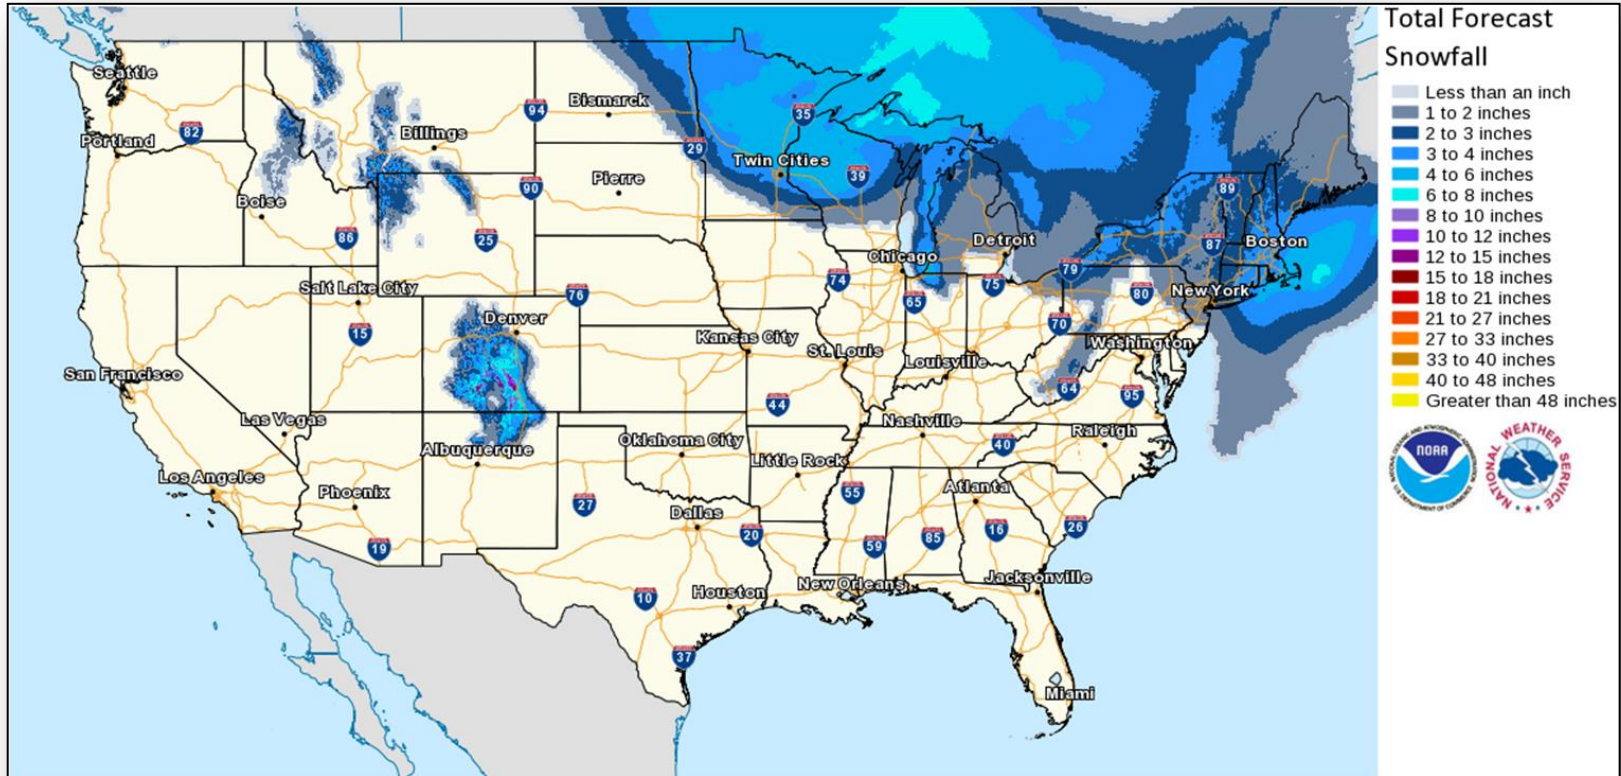 Total Forecast
Snowfall
Less than an inch
1 to 2 inches
2 to 3 inches
3 to 4 inches
4 to 6 inches
6 to 8 inches
8 to 10 inches
10 to 12 inches
12 to 15 inches
15 to 18 inches
18 to 21 inches
21 to 27 inches
27 to 33 inches
33 to 40 inches
40 to 48 inches
Greater than 48 inches
NOAA
NATIONAL WEATHER SERVICE
Seattle
Portland
82
Boise
86
Billings
94
Bismarck
29
Pierre
90
25
35
Twin Cities
39
89
87
Boston
Detroit
Chicago
79
New York
80
75
65
74
76
Salt Lake City
15
Denver
Kansas City
St. Louis
Louisville
70
Washington
64
95
San Francisco
Las Vegas
44
Nashville
40
Raleigh
Albuquerque
Oklahoma City
Little Rock
Los Angeles
Phoenix
27
Dallas
20
55
Atlanta
16
26
19
59
85
Jacksonville
New Orleans
10
Houston
37
Miami